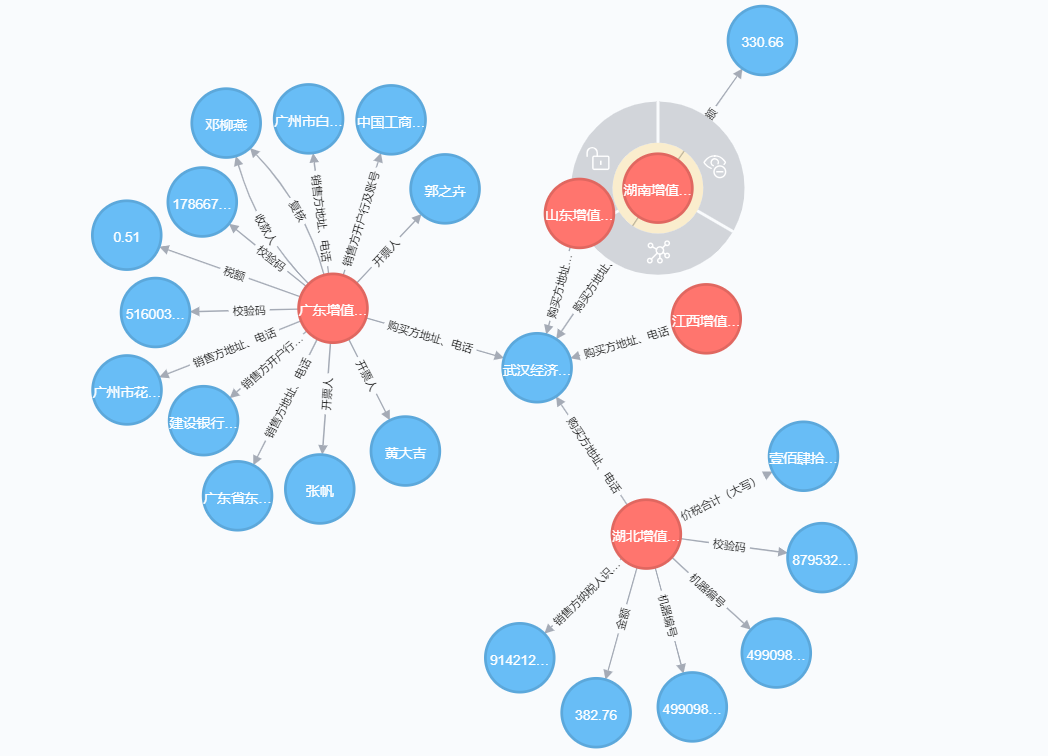 330.66
额
邓柳燕
广州市白…
中国工商…
郭之卉
178667…
0.51
516003…
广州市花…
建设银行…
广东省东…
张帆
黄大吉
广东增值…
收款人
复核
销售方地址、电话
销售方开户行及账号
开票人
校验码
税额
校验码
销售方地址、电话
销售方开户行…
销售方地址、电话
开票人
开票人
购买方地址、电话
湖南增值…
山东增值…
购买方地址…
购买方地址、
江西增值…
购买方地址、电话
武汉经济…
购买方地址、电话
湖北增值…
价税合计（大写）
壹佰肆拾…
校验码
879532…
机器编号
499098…
机器编号
499098…
金额
382.76
销售方纳税人识…
914212…